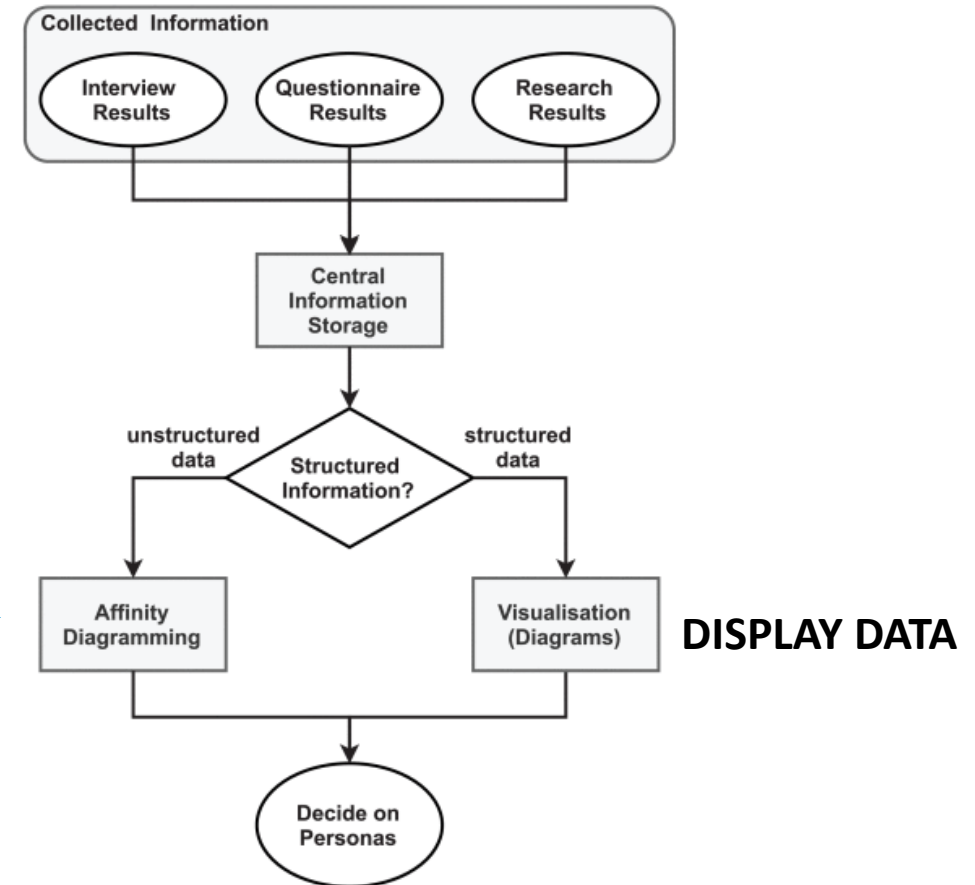 Collected Information
Interview
Results
Questionnaire
Results
Research
Results
Central
Information
Storage
unstructured
data
Structured
Information?
structured
data
Affinity
Diagramming
Visualisation
(Diagrams)
DISPLAY DATA
Decide on
Personas